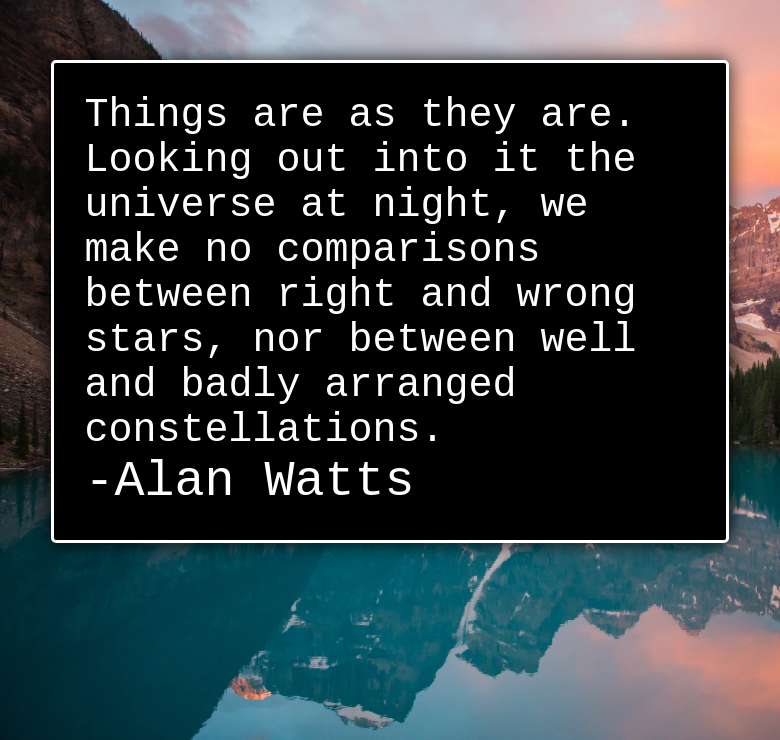 Things are as they are.
Looking out into it the
universe at night, we
make no comparisons
between right and wrong
stars, nor between well
and badly arranged
constellations.
-Alan Watts